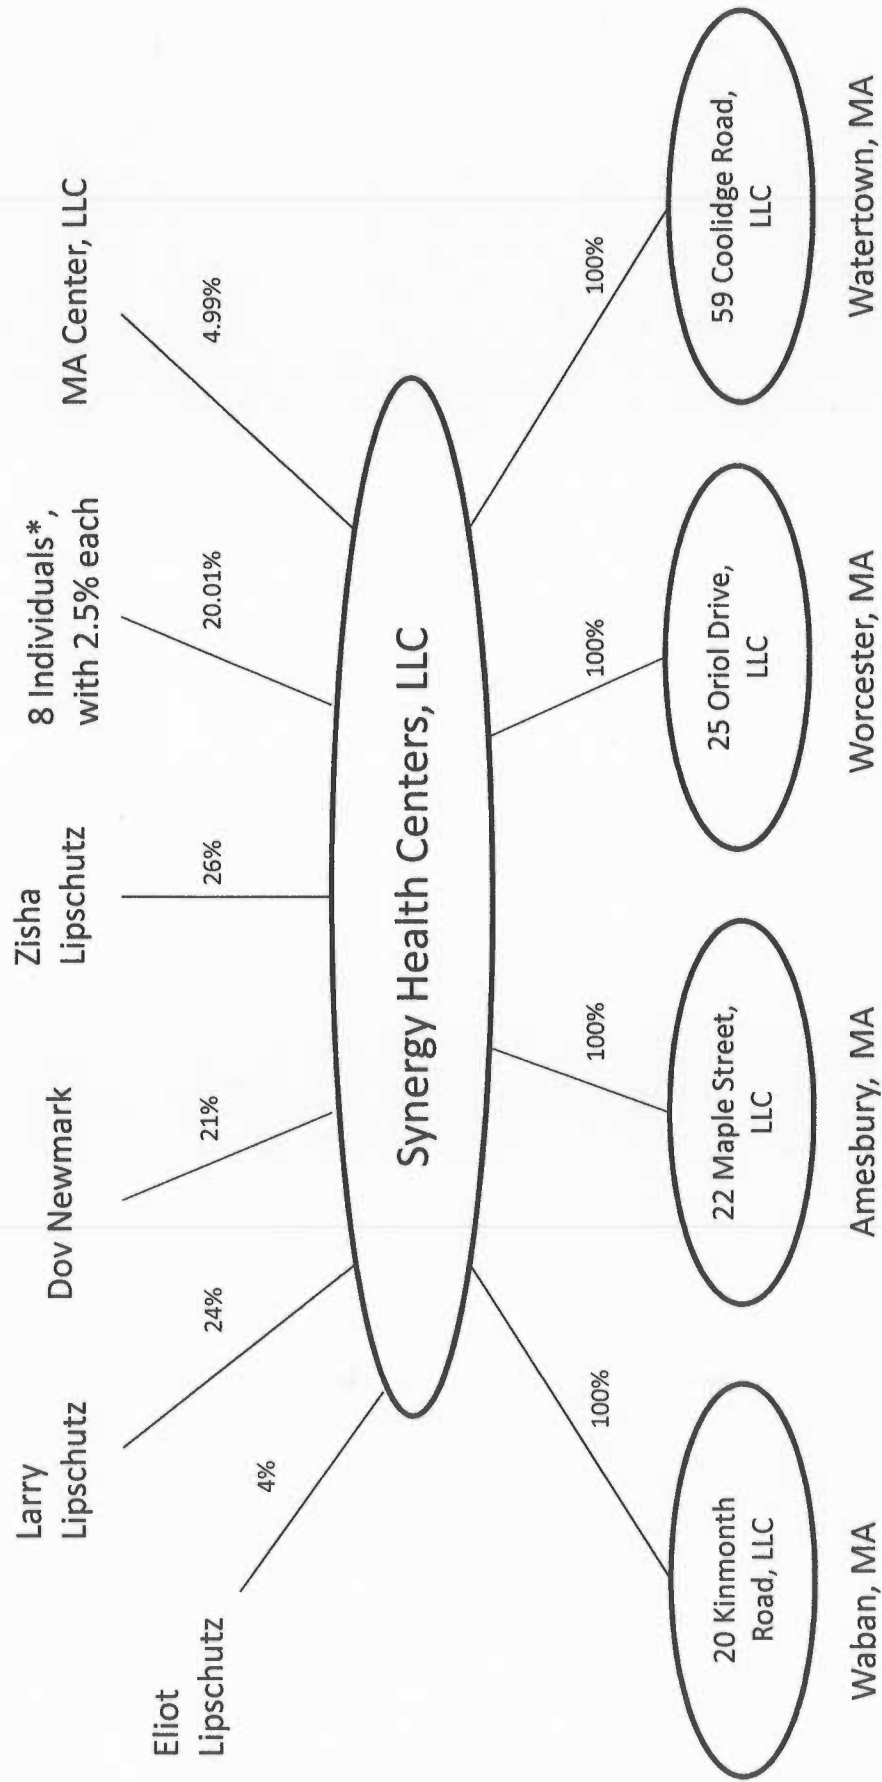 Larry
Lipschutz
Dov Newmark
Zisha
Lipschutz
8 Individuals*,
with 2.5% each
MA Center, LLC
Eliot
Lipschutz
4%
24%
21%
26%
20.01%
4.99%
Synergy Health Centers, LLC
100%
100%
100%
100%
20 Kinmonth
Road, LLC
22 Maple Street,
LLC
25 Oriol Drive,
LLC
59 Coolidge Road,
LLC
Waban, MA
Amesbury, MA
Worcester, MA
Watertown, MA